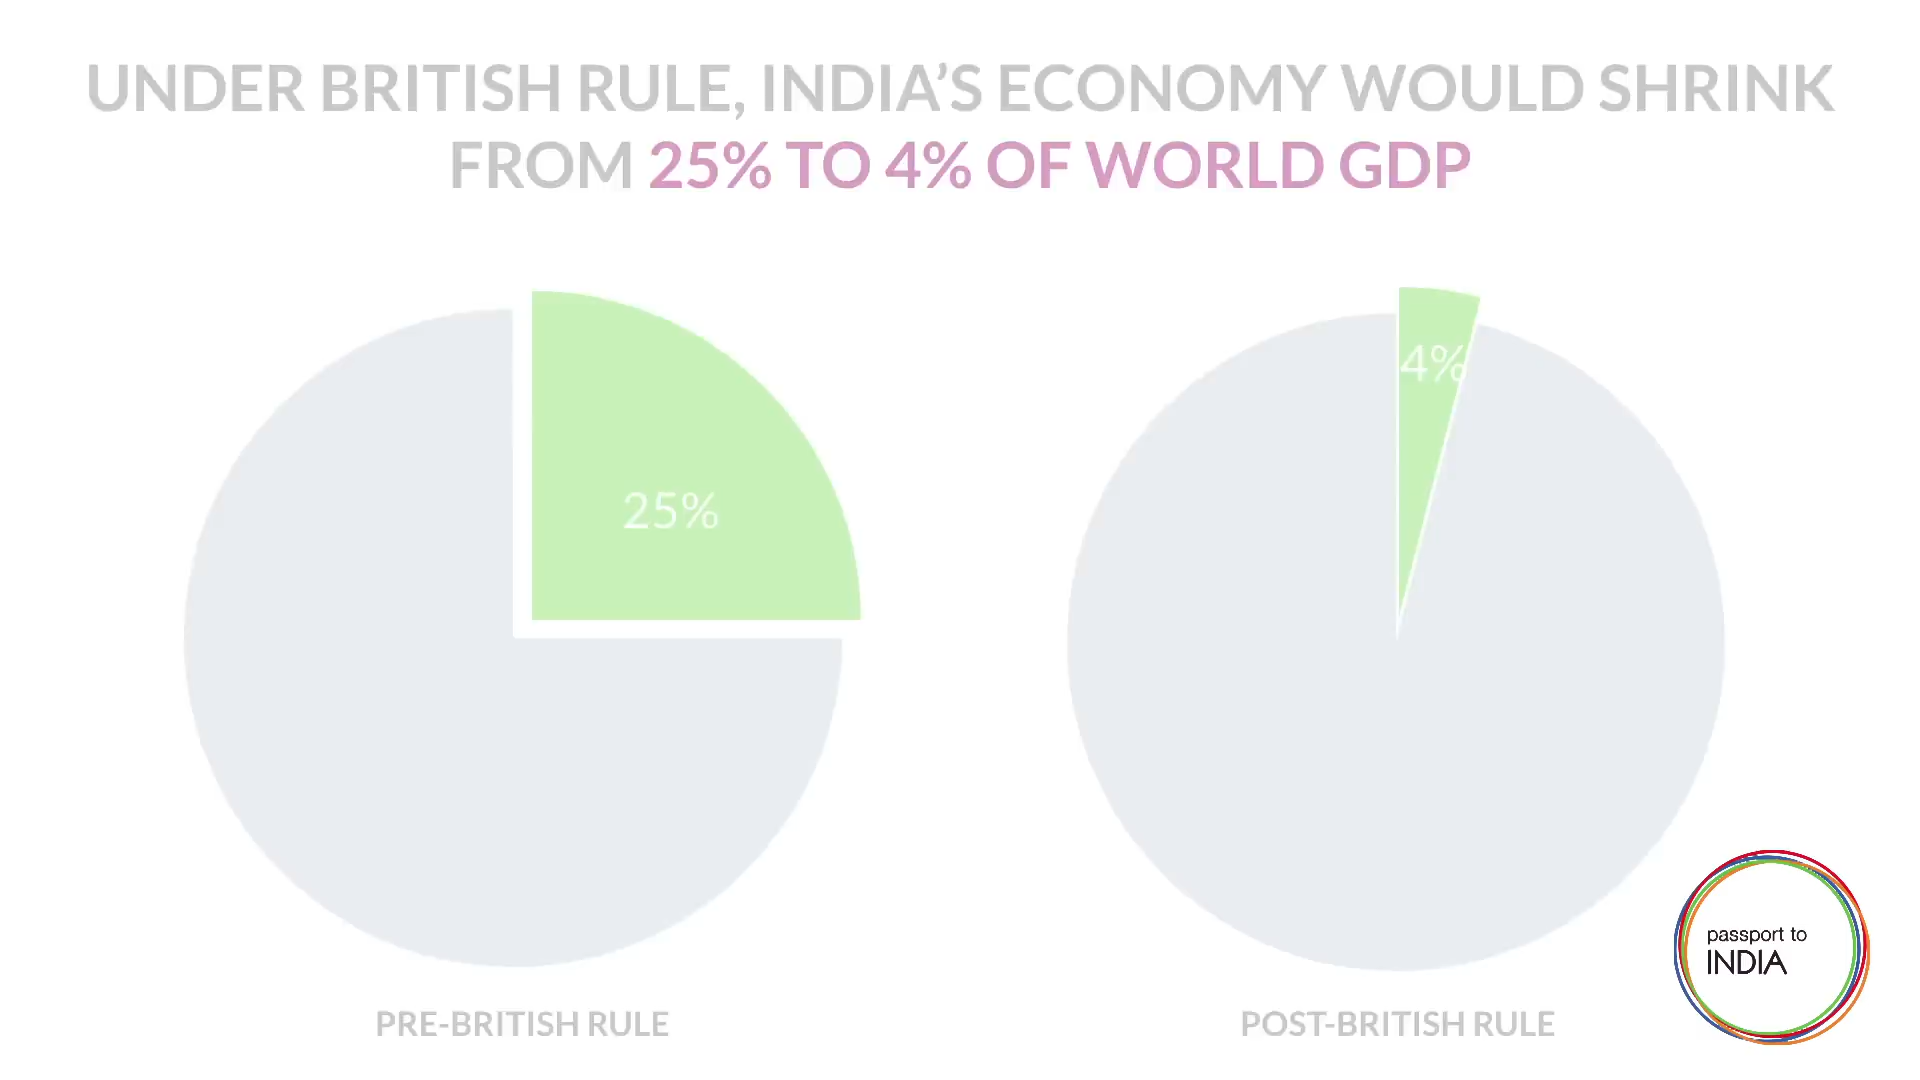 UNDER BRITISH RULE, INDIA’S ECONOMY WOULD SHRINK
FROM 25% TO 4% OF WORLD GDP
25%
4%
PRE-BRITISH RULE
POST-BRITISH RULE
passport to
INDIA